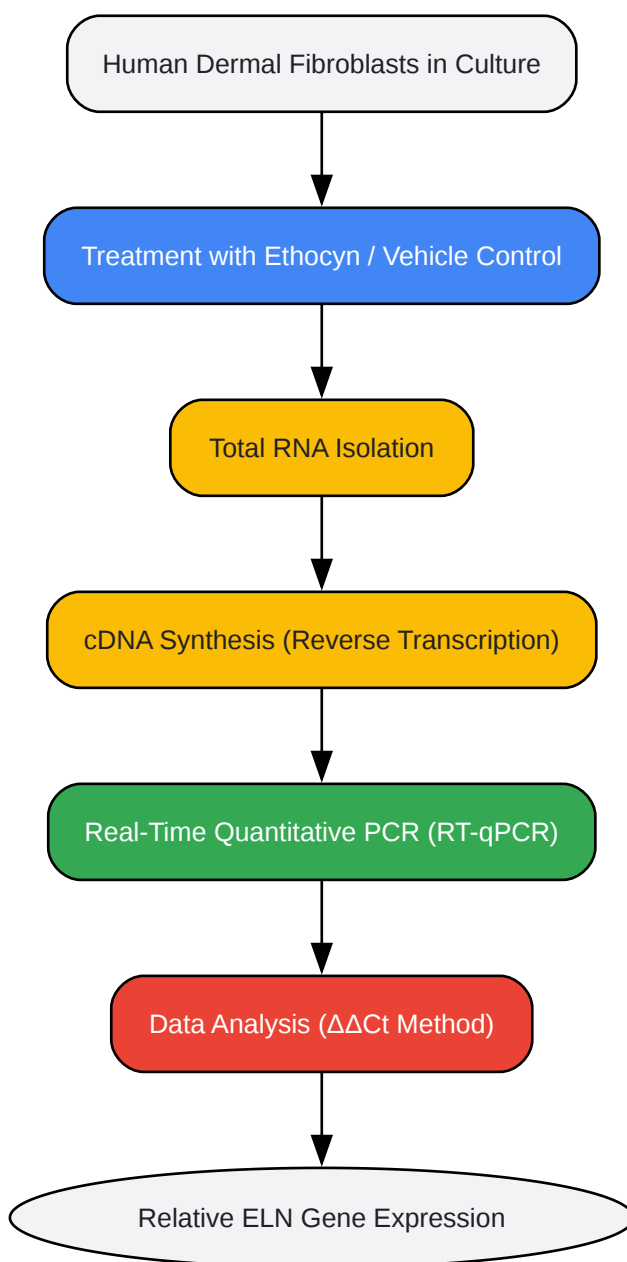 Human Dermal Fibroblasts in Culture
Treatment with Ethocyn / Vehicle Control
Total RNA Isolation
cDNA Synthesis (Reverse Transcription)
Real-Time Quantitative PCR (RT-qPCR)
Data Analysis (ΔΔCt Method)
Relative ELN Gene Expression